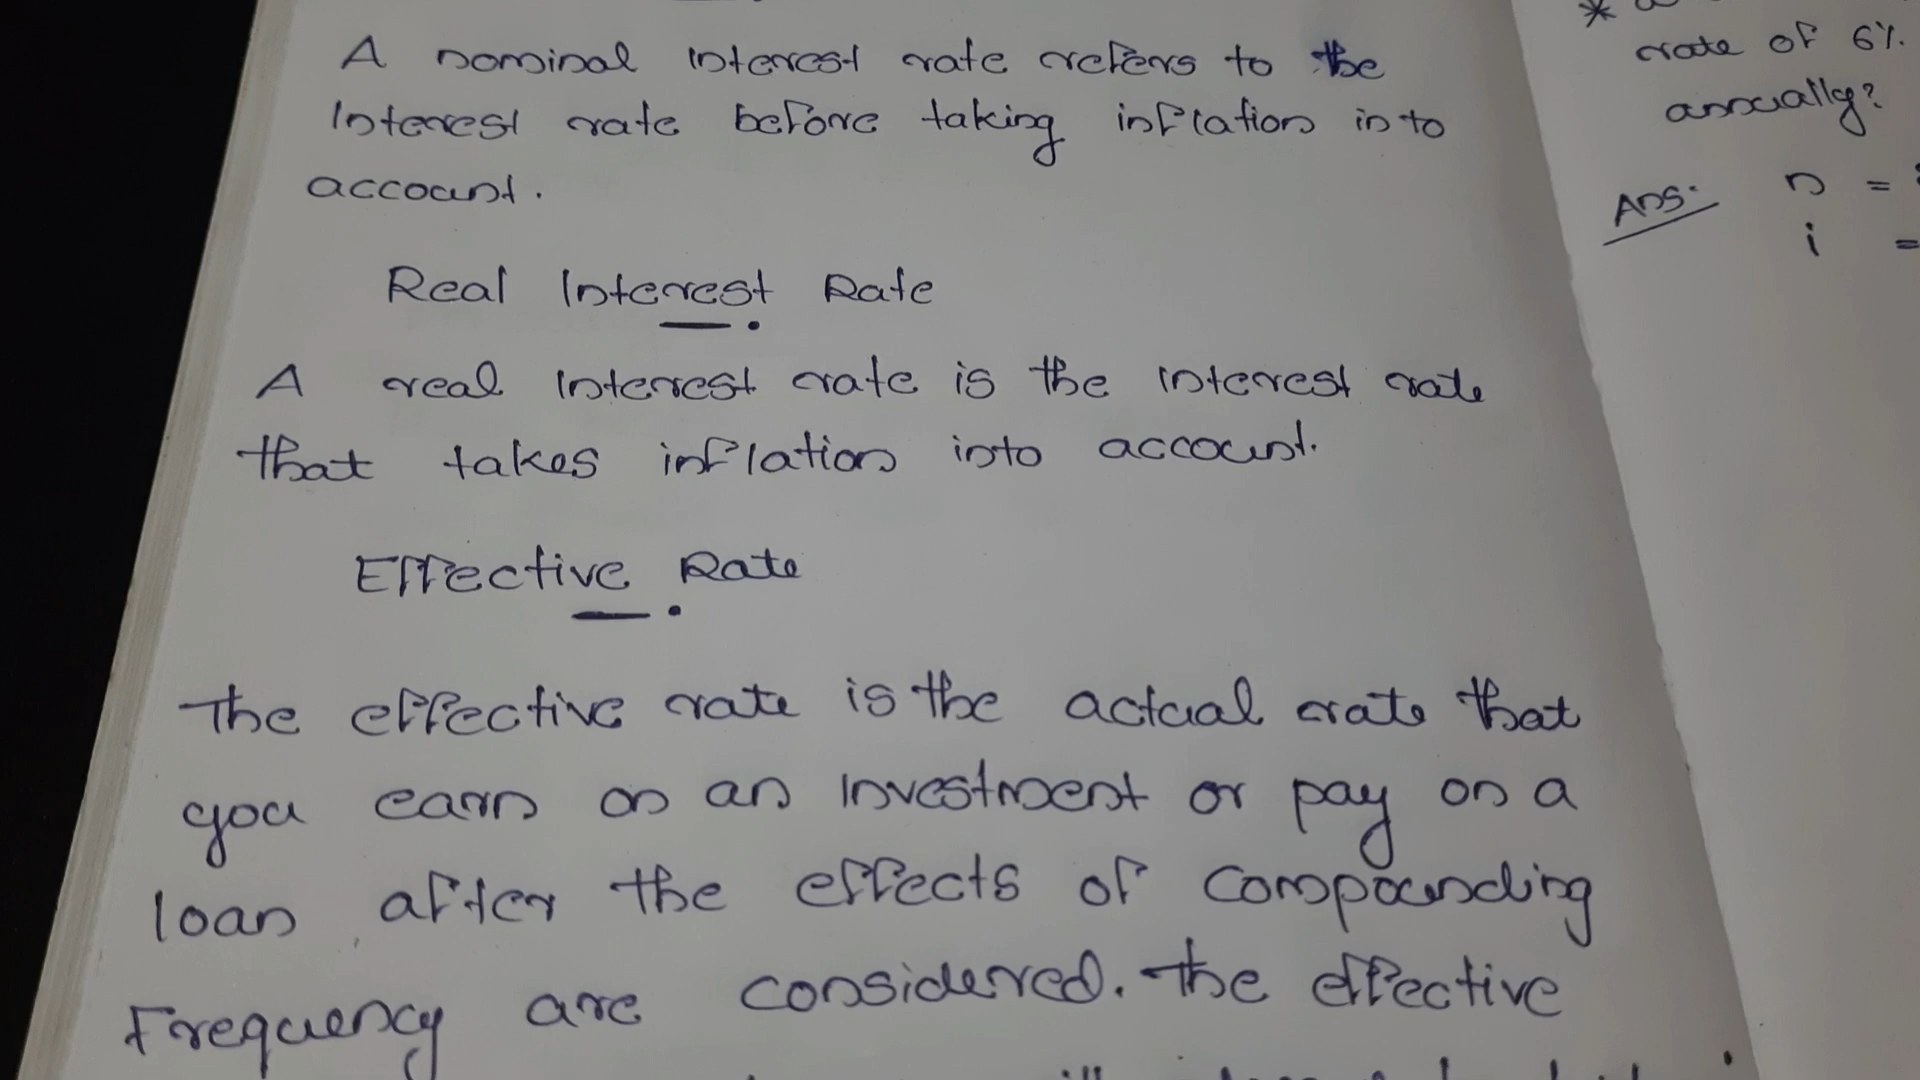 A nominal interest rate refers to the
Interest rate before taking inflation into
account.
Real Interest Rate
A real interest rate is the interest rate
that takes inflation into account.
Effective Rate
The effective rate is the actual rate that
you earn on an investment or pay on a
loan after the effects of compounding
Frequency are considered. The effective
*
rate of 6%.
annually?
Ans:
n =
i =